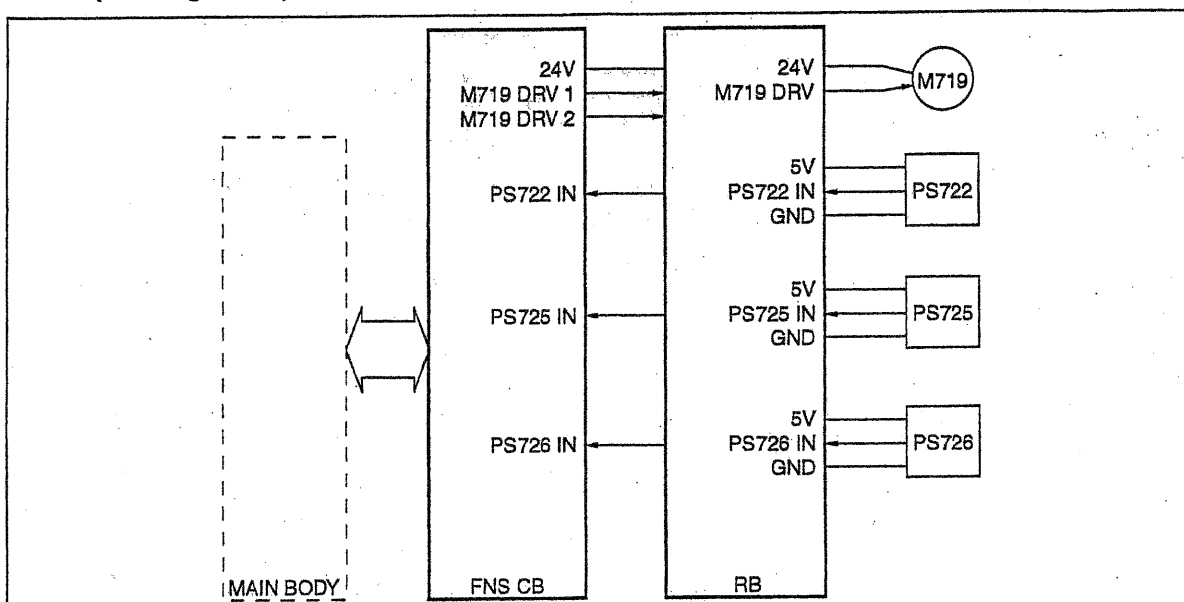 24V
M719 DRV 1
M719 DRV 2
PS722 IN
PS725 IN
PS726 IN
24V
M719 DRV
M719
5V
PS722 IN
GND
PS722
5V
PS725 IN
GND
PS725
5V
PS726 IN
GND
PS726
MAIN BODY
FNS CB
RB